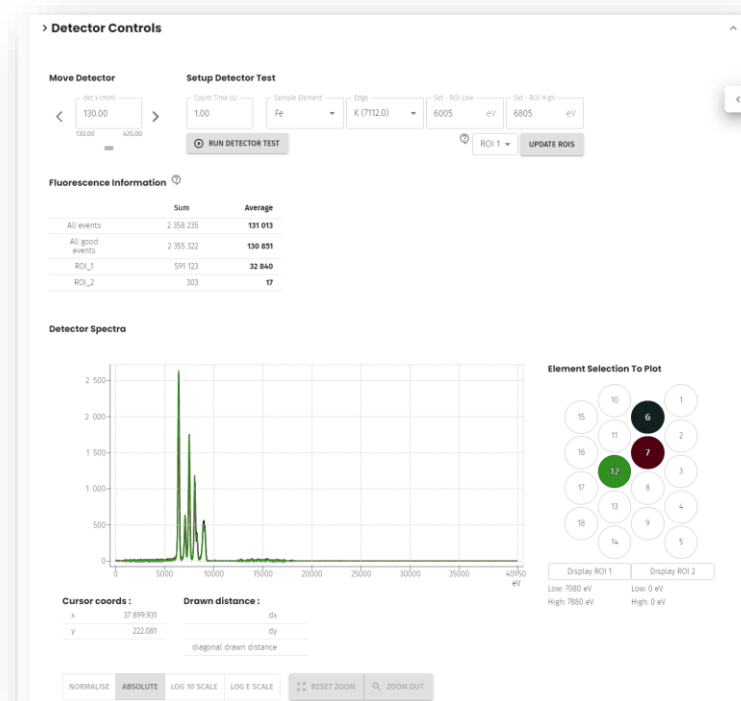 Detector Controls
Move Detector
Setup Detector Test
det x (mm)
130.00
130.00 420.00
Count Time (s)
1.00
Sample Element
Fe
Edge
K (7112.0)
Set - ROI Low
6005 eV
Set - ROI High
6805 eV
RUN DETECTOR TEST
ROI 1
UPDATE ROIS
Fluorescence Information
Sum Average
All events 2 358 235 131 013
All good
events 2 355 322 130 851
ROI_1 591 123 32 840
ROI_2 303 17
Detector Spectra
2 500
2 000
1 500
1 000
500
0
0 5000 10000 15000 20000 25000 30000 35000 40950
eV
Element Selection To Plot
10 1
15 6
11 2
16 7
12 3
17 8
13 4
18 9
14 5
Display ROI 1 Display ROI 2
Low: 7080 eV Low: 0 eV
High: 7880 eV High: 0 eV
Cursor coords :
x 37 899.931
y 222.081
Drawn distance :
dx
dy
diagonal drawn distance
NORMALISE ABSOLUTE LOG 10 SCALE LOG E SCALE RESET ZOOM ZOOM OUT